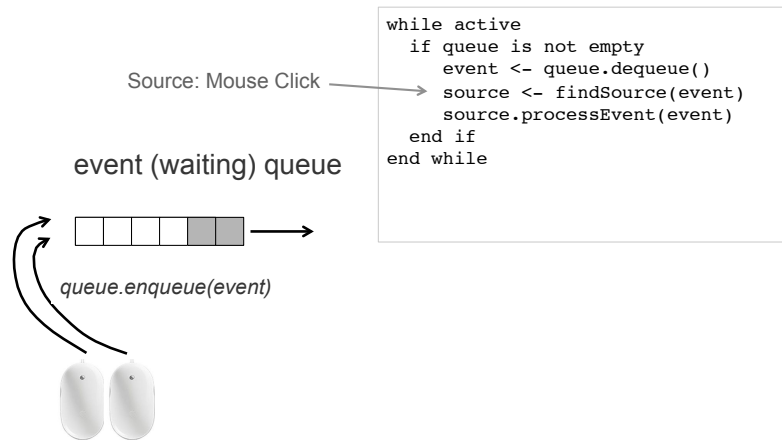 while active
  if queue is not empty
     event <- queue.dequeue()
     source <- findSource(event)
     source.processEvent(event)
  end if
end while
Source: Mouse Click
event (waiting) queue
queue.enqueue(event)